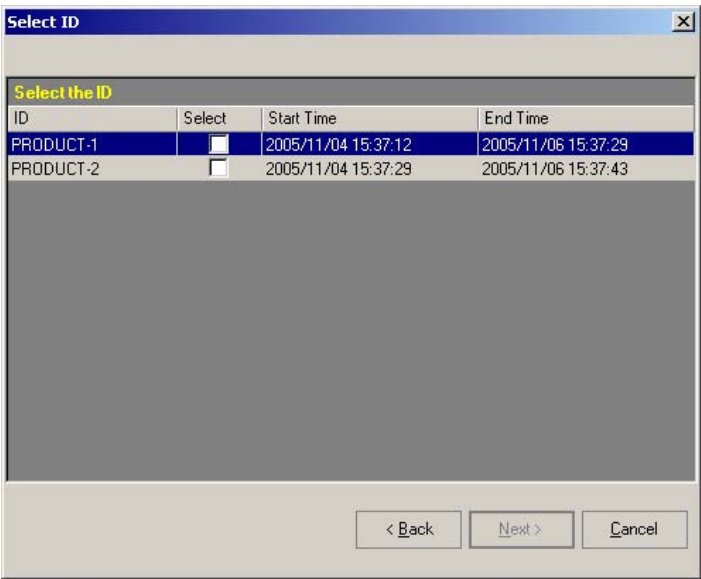 Select ID
Select the ID
ID Select Start Time End Time
PRODUCT-1 2005/11/04 15:37:12 2005/11/06 15:37:29
PRODUCT-2 2005/11/04 15:37:29 2005/11/06 15:37:43
< Back Next > Cancel